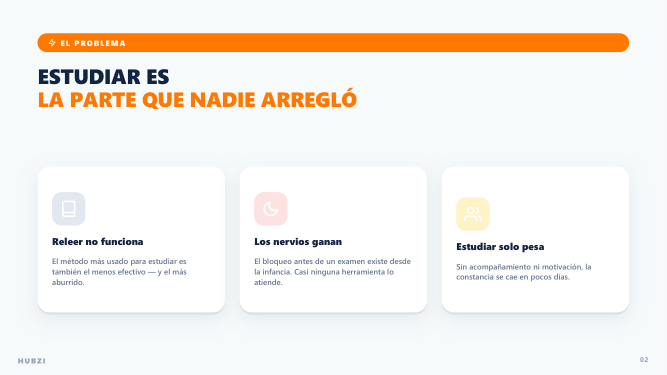 EL PROBLEMA
ESTUDIAR ES
LA PARTE QUE NADIE ARREGLÓ
Releer no funciona
El método más usado para estudiar es
también el menos efectivo — y el más
aburrido.
Los nervios ganan
El bloqueo antes de un examen existe desde
la infancia. Casi ninguna herramienta lo
atiende.
Estudiar solo pesa
Sin acompañamiento ni motivación, la
constancia se cae en pocos días.
HUBZI
02